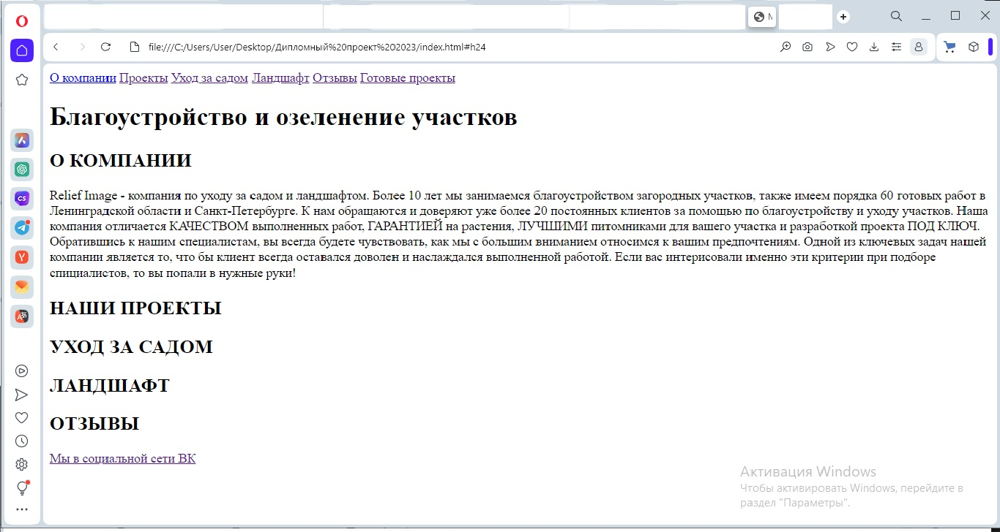 M
file:///C:/Users/User/Desktop/Дипломный%20проект%202023/index.html#h24
О компании Проекты Уход за садом Ландшафт Отзывы Готовые проекты
Благоустройство и озеленение участков
О КОМПАНИИ
Relief Image - компания по уходу за садом и ландшафтом. Более 10 лет мы занимаемся благоустройством загородных участков, также имеем порядка 60 готовых работ в
Ленинградской области и Санкт-Петербурге. К нам обращаются и доверяют уже более 20 постоянных клиентов за помощью по благоустройству и уходу участков. Наша
компания отличается КАЧЕСТВОМ выполненных работ, ГАРАНТИЕЙ на растения, ЛУЧШИМИ питомниками для вашего участка и разработкой проекта ПОД КЛЮЧ.
Обратившись к нашим специалистам, вы всегда будете чувствовать, как мы с большим вниманием относимся к вашим предпочтениям. Одной из ключевых задач нашей
компании является то, что бы клиент всегда оставался доволен и наслаждался выполненной работой. Если вас интерисовали именно эти критерии при подборе
спициалистов, то вы попали в нужные руки!
НАШИ ПРОЕКТЫ
УХОД ЗА САДОМ
ЛАНДШАФТ
ОТЗЫВЫ
Мы в социальной сети ВК
Активация Windows
Чтобы активировать Windows, перейдите в
раздел "Параметры".